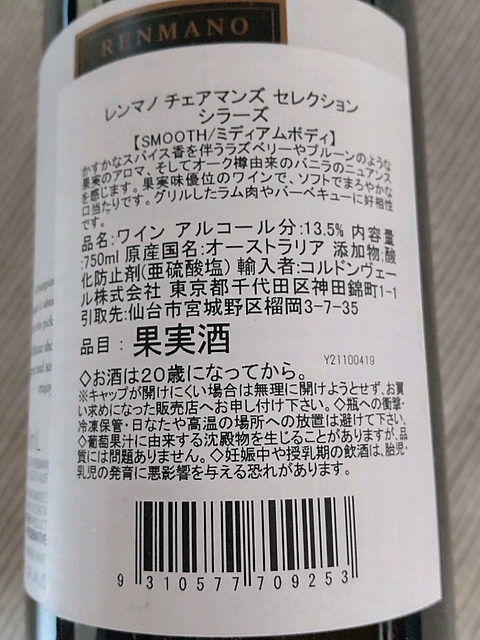 RENMANO
レンマノ チェアマンズ セレクション
シラーズ
【SMOOTH/ミディアムボディ】
かすかなスパイス香を伴うラズベリーやプルーンのような
果実のアロマ、そしてオーク樽由来のバニラのニュアンス
を感じます。果実味優位のワインで、ソフトでまろやかな
口当たりです。グリルしたラム肉やバーベキューに好相性
です。
品名:ワイン アルコール分:13.5% 内容量
:750ml 原産国名:オーストラリア 添加物:酸
化防止剤(亜硫酸塩) 輸入者:コルドンヴェー
ル株式会社 東京都千代田区神田錦町1-1
引取先:仙台市宮城野区榴岡3-7-35
品目:果実酒
Y21100419
◇お酒は20歳になってから。
※キャップが開けにくい場合は無理に開けようとせず、お買
い求めになった販売店へお申し付け下さい。◇瓶への衝撃・
冷凍保管・日なたや高温の場所への放置は避けて下さい。
◇葡萄果汁に由来する沈殿物を生じることがありますが、品
質には問題ありません。◇妊娠中や授乳期の飲酒は、胎児・
乳児の発育に悪影響を与える恐れがあります。
9 310577 709253